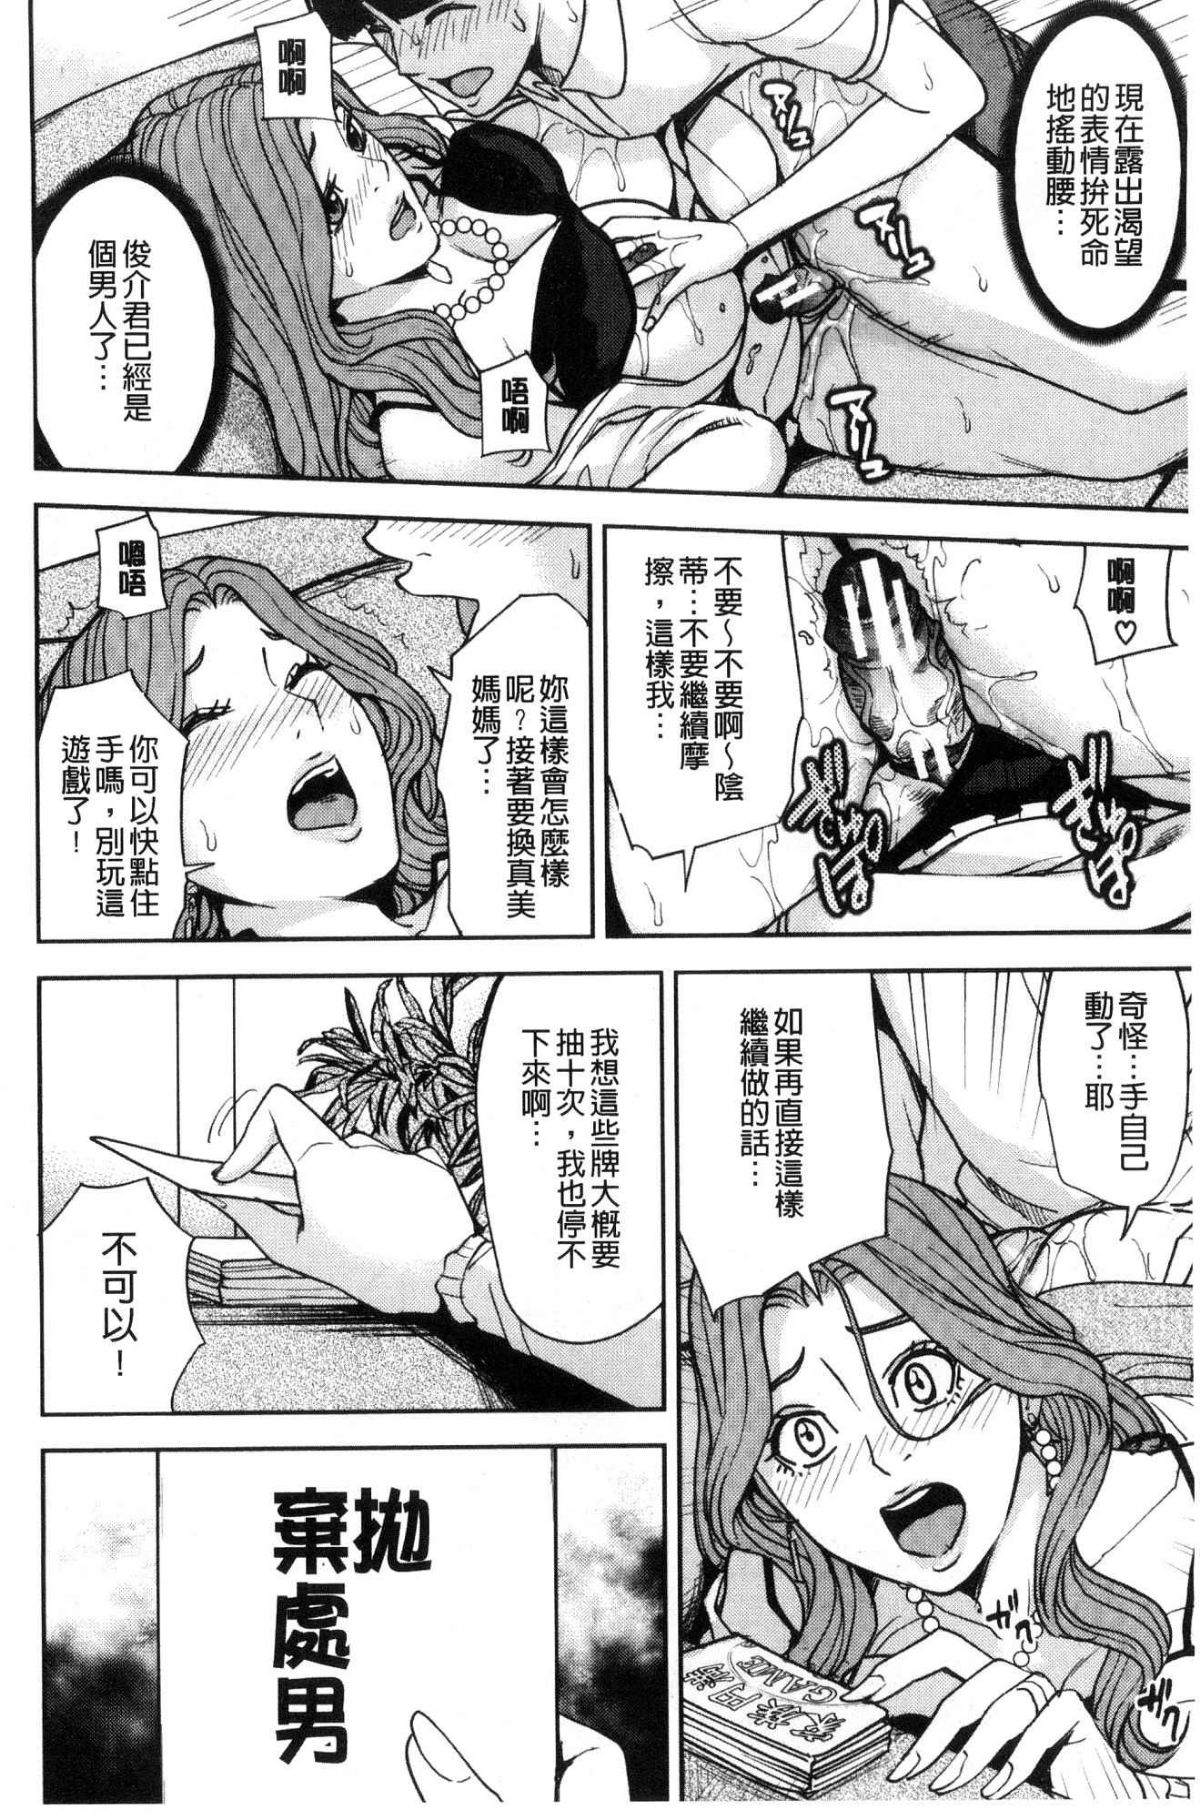 現在露出渴望
的表情拚死命
地搖動腰…
啊啊
俊介君已經是
個男人了…
唔啊
啊啊♡
不要～不要啊～陰
蒂…不要繼續摩
擦，這樣我…
妳這樣會怎麼樣
呢？接著要換真美
媽媽了…
嗯唔
你可以快點住
手嗎，別玩這
遊戲了！
奇怪…手自己
動了…耶
如果再直接這樣
繼續做的話…
GAME
我想這些牌大概要
抽十次，我也停不
下來啊…
不可以！
拋
棄處男